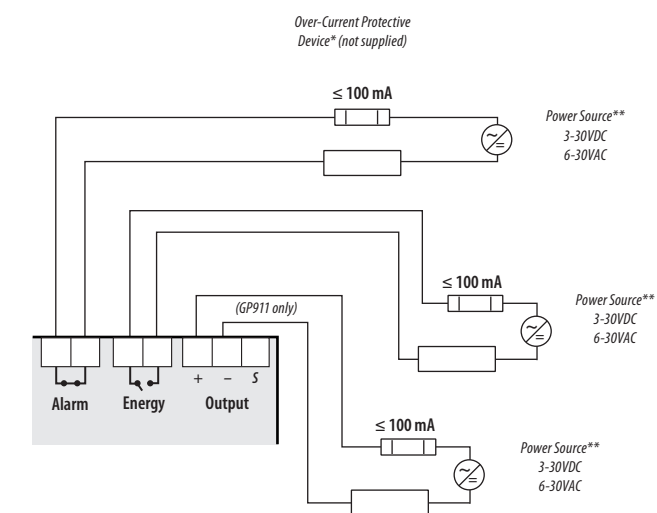 Over-Current Protective
Device* (not supplied)
≤ 100 mA
Power Source**
3-30VDC
6-30VAC
≤ 100 mA
Power Source**
3-30VDC
6-30VAC
(GP911 only)
+ – S
Alarm Energy Output
≤ 100 mA
Power Source**
3-30VDC
6-30VAC